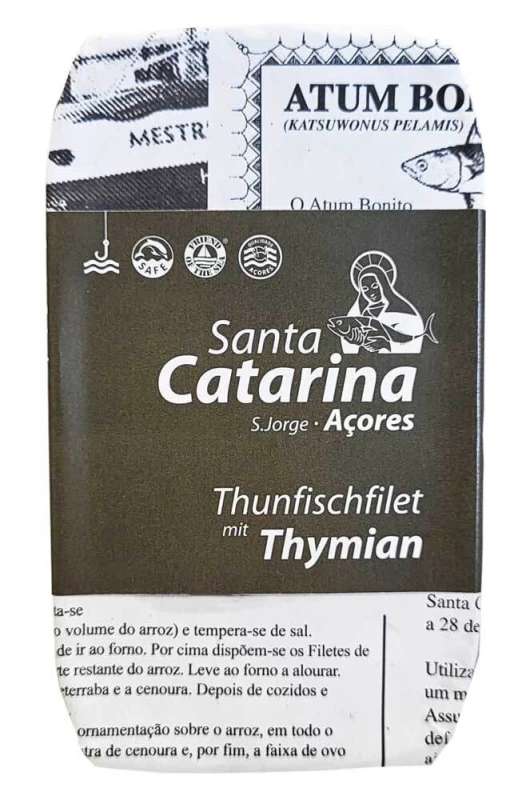 MESTR
ATUM BO
(KATSUWONUS PELAMIS)
O Atum Bonito
SAFE
FRIEND OF THE SEA
QUALIDADE AÇORES
Santa
Catarina
S.Jorge · Açores
Thunfischfilet
mit Thymian
ta-se
o volume do arroz) e tempera-se de sal.
de ir ao forno. Por cima dispõem-se os Filetes de
te restante do arroz. Leve ao forno a alourar.
terraba e a cenoura. Depois de cozidos e
ornamentação sobre o arroz, em todo o
tra de cenoura e, por fim, a faixa de ovo
Santa
a 28 de
Utiliza
um m
Assu
def